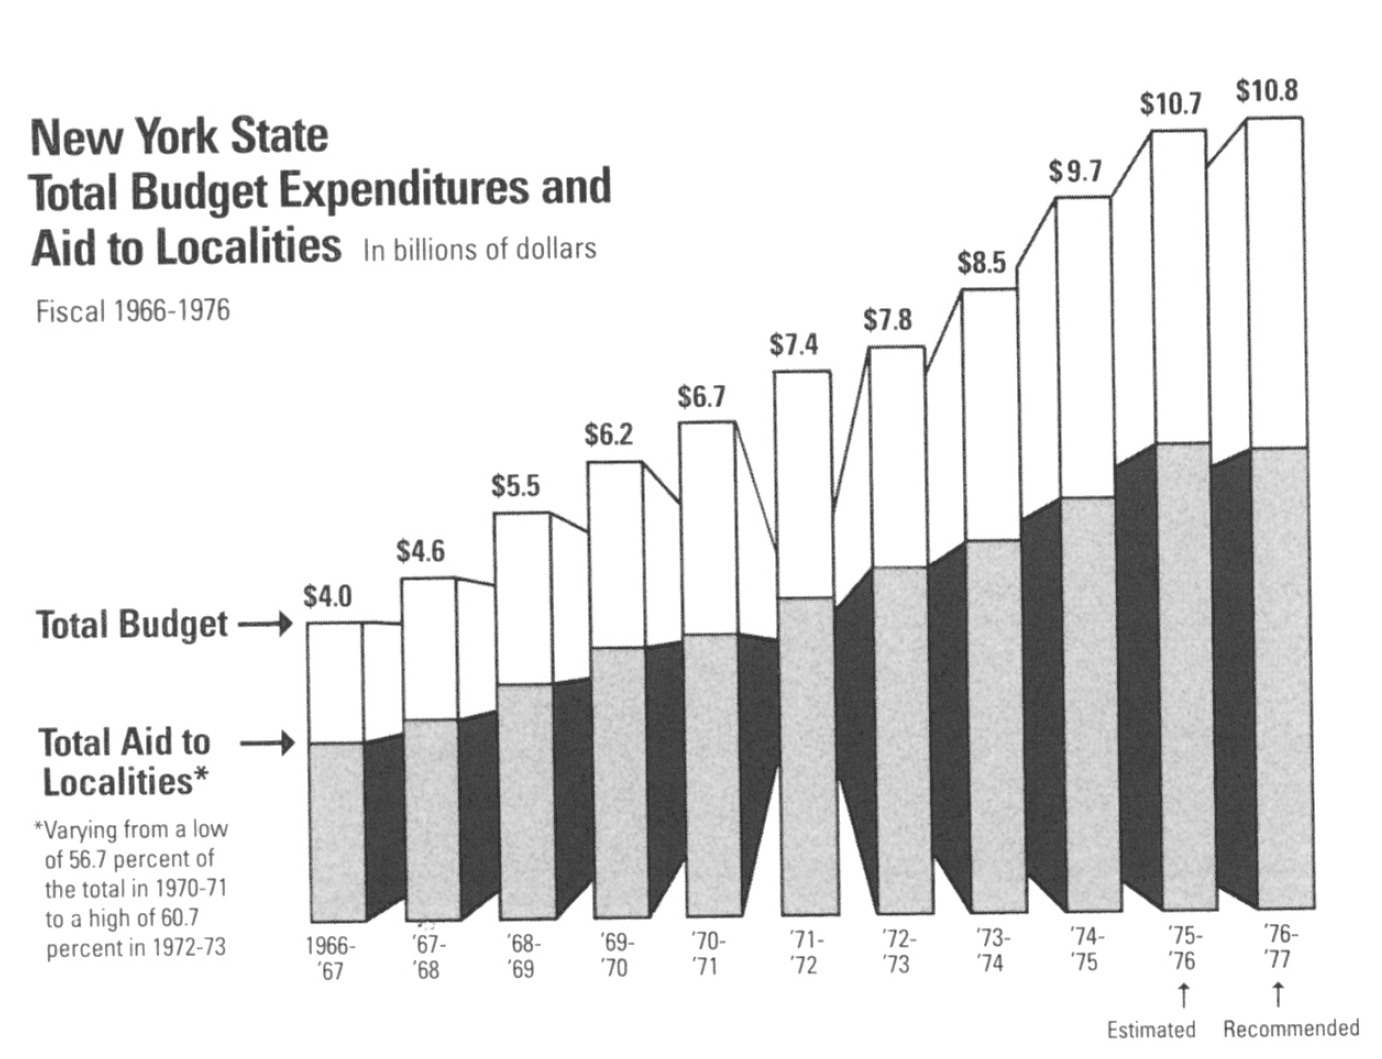 New York State
Total Budget Expenditures and
Aid to Localities In billions of dollars
Fiscal 1966-1976
$4.0
$4.6
$5.5
$6.2
$6.7
$7.4
$7.8
$8.5
$9.7
$10.7
$10.8
Total Budget
Total Aid to
Localities*
*Varying from a low
of 56.7 percent of
the total in 1970-71
to a high of 60.7
percent in 1972-73
1966-
'67
'67-
'68
'68-
'69
'69-
'70
'70-
'71
'71-
'72
'72-
'73
'73-
'74
'74-
'75
'75-
'76
'76-
'77
Estimated
Recommended